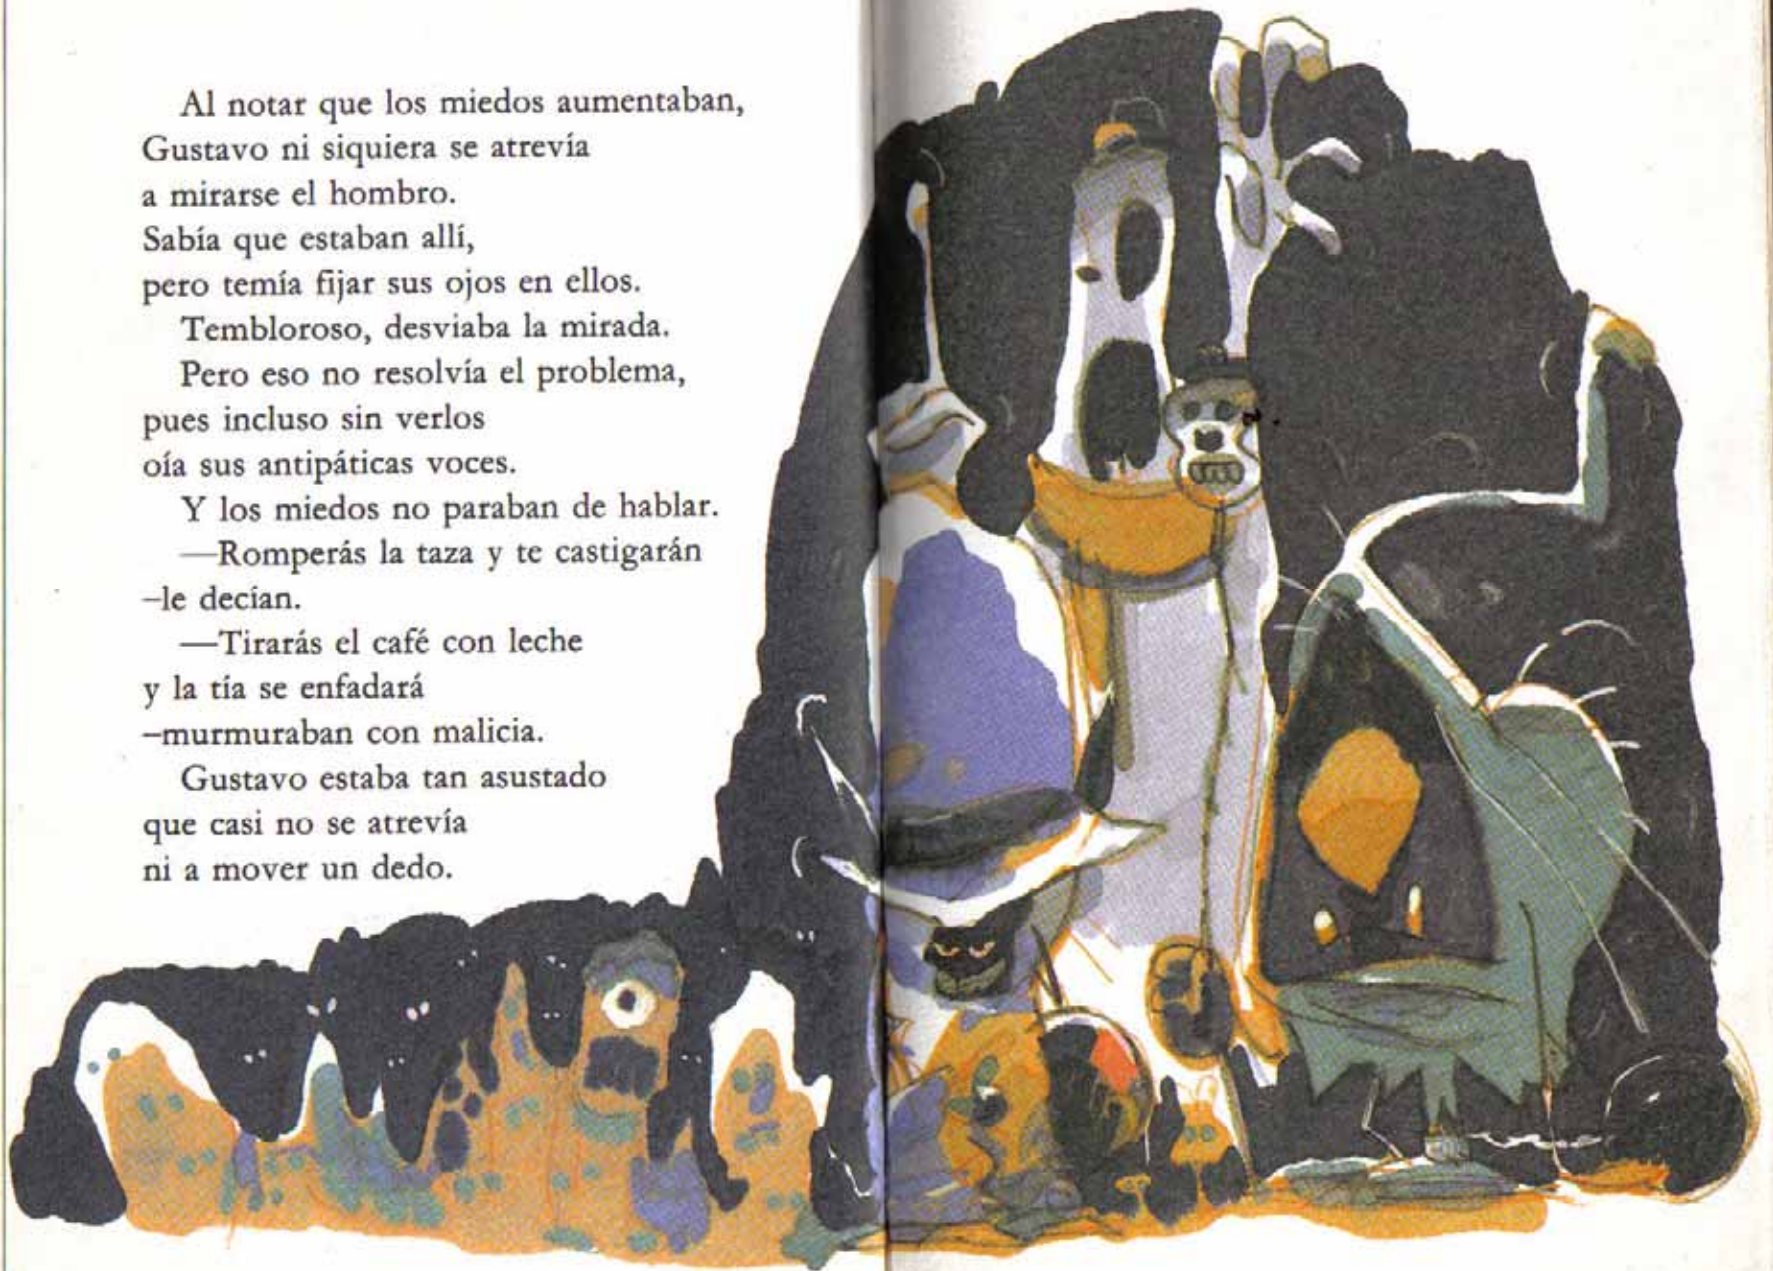 Al notar que los miedos aumentaban,
Gustavo ni siquiera se atrevía
a mirarse el hombro.
Sabía que estaban allí,
pero temía fijar sus ojos en ellos.
Tembloroso, desviaba la mirada.
Pero eso no resolvía el problema,
pues incluso sin verlos
oía sus antipáticas voces.
Y los miedos no paraban de hablar.
—Romperás la taza y te castigarán
–le decían.
—Tirarás el café con leche
y la tía se enfadará
–murmuraban con malicia.
Gustavo estaba tan asustado
que casi no se atrevía
ni a mover un dedo.